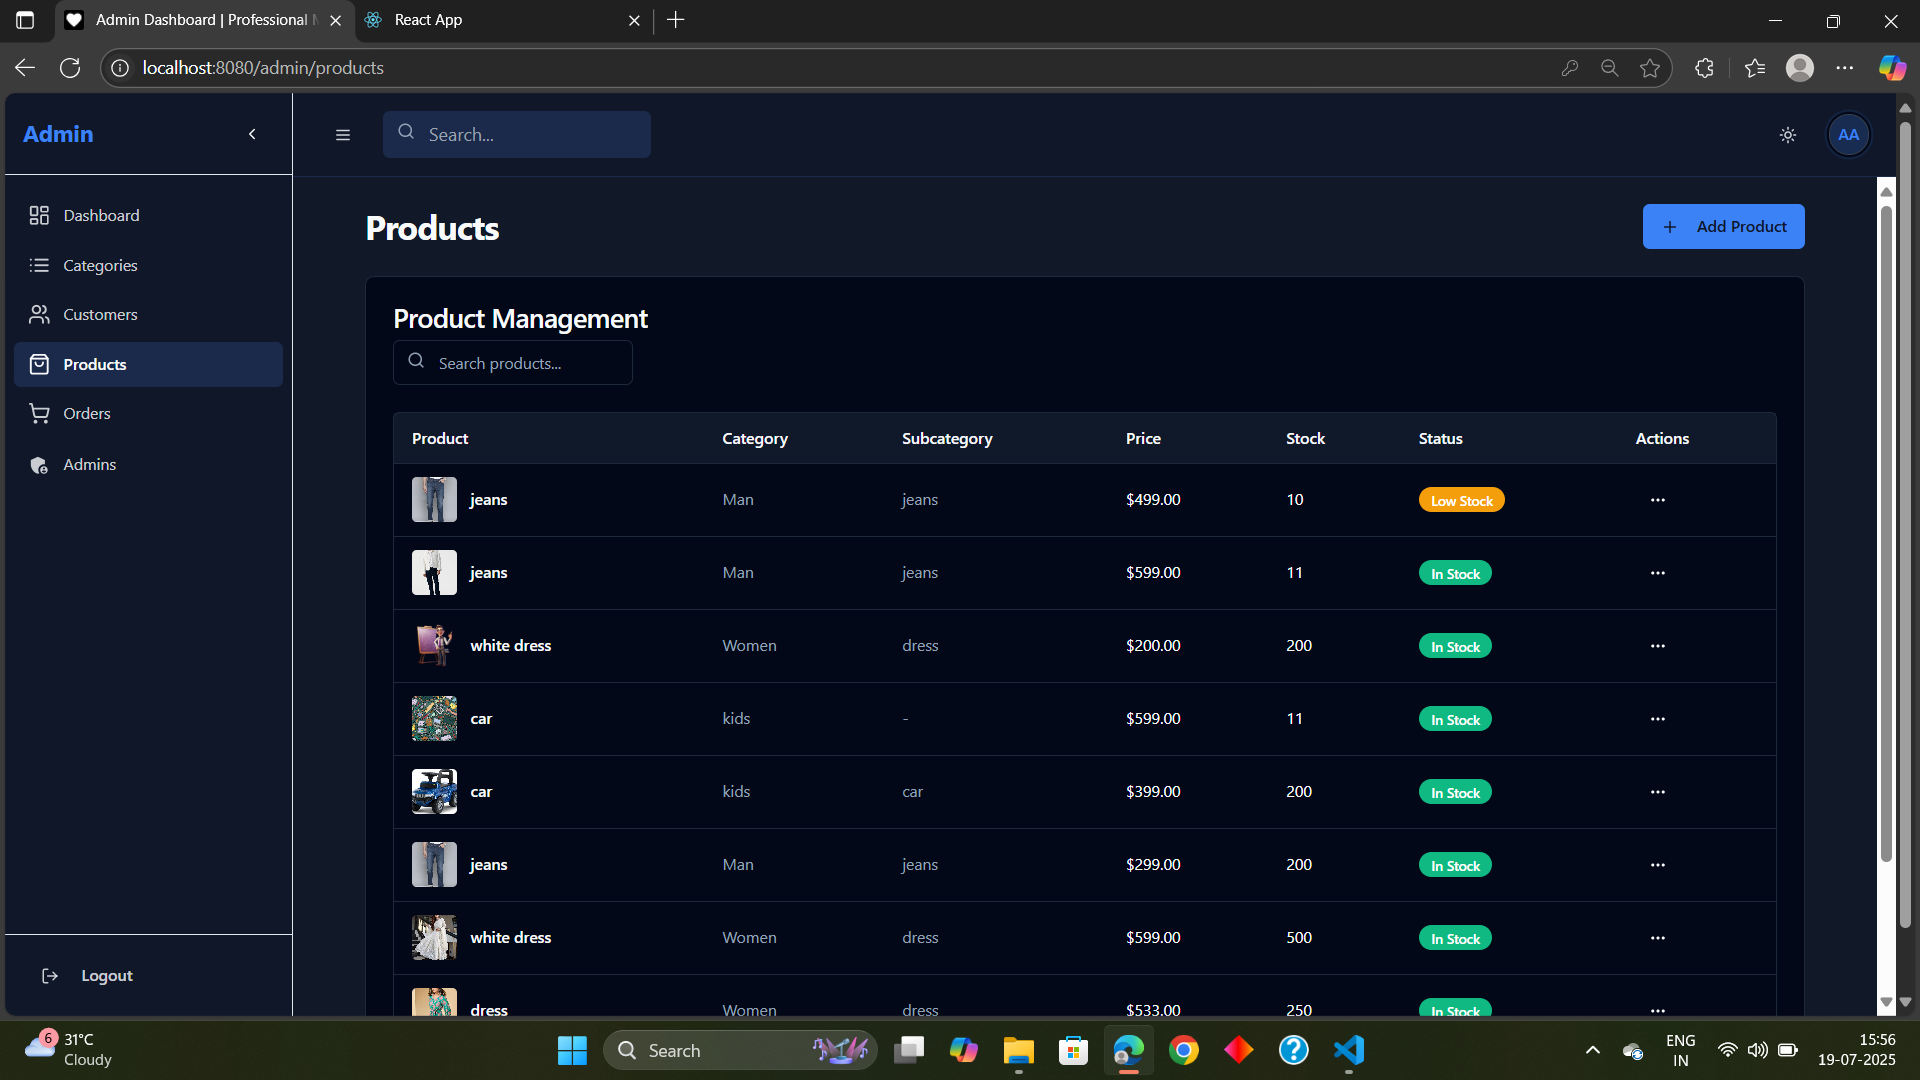 Admin Dashboard | Professional M
React App
localhost:8080/admin/products
Admin
Search...
AA
Dashboard
Categories
Customers
Products
Orders
Admins
Logout
Products
Add Product
Product Management
Search products...
Product Category Subcategory Price Stock Status Actions
jeans Man jeans $499.00 10 Low Stock
jeans Man jeans $599.00 11 In Stock
white dress Women dress $200.00 200 In Stock
car kids - $599.00 11 In Stock
car kids car $399.00 200 In Stock
jeans Man jeans $299.00 200 In Stock
white dress Women dress $599.00 500 In Stock
dress Women dress $533.00 250 In Stock
6
31°C
Cloudy
Search
ENG
IN
15:56
19-07-2025